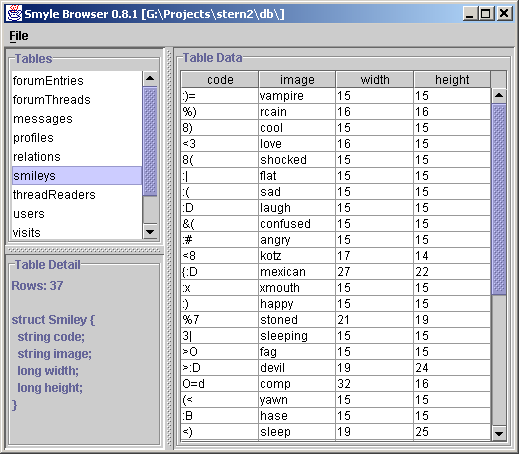 Smyle Browser 0.8.1 [G:\Projects\stern2\db\]
File
Tables
forumEntries
forumThreads
messages
profiles
relations
smileys
threadReaders
users
visits
Table Detail
Rows: 37
struct Smiley {
string code;
string image;
long width;
long height;
}
Table Data
code image width height
:)= vampire 15 15
%) rcain 16 16
8) cool 15 15
<3 love 16 15
8( shocked 15 15
:| flat 15 15
:( sad 15 15
:D laugh 15 15
&( confused 15 15
:# angry 15 15
<8 kotz 17 14
{:D mexican 27 22
:x xmouth 15 15
:) happy 15 15
%7 stoned 21 19
3| sleeping 15 15
>O fag 15 15
>:D devil 19 24
O=d comp 32 16
(< yawn 15 15
:B hase 15 15
<) sleep 19 25